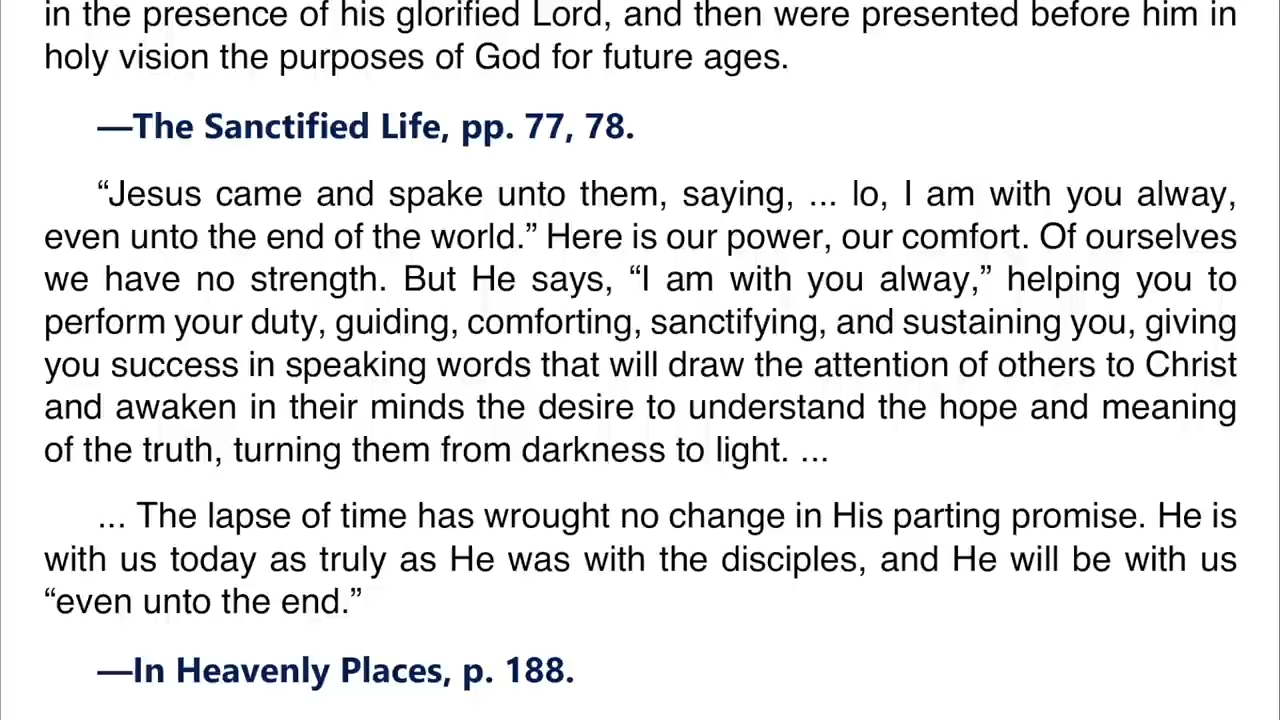 in the presence of his glorified Lord, and then were presented before him in
holy vision the purposes of God for future ages.
—The Sanctified Life, pp. 77, 78.
“Jesus came and spake unto them, saying, ... lo, I am with you alway,
even unto the end of the world.” Here is our power, our comfort. Of ourselves
we have no strength. But He says, “I am with you alway,” helping you to
perform your duty, guiding, comforting, sanctifying, and sustaining you, giving
you success in speaking words that will draw the attention of others to Christ
and awaken in their minds the desire to understand the hope and meaning
of the truth, turning them from darkness to light. ...
... The lapse of time has wrought no change in His parting promise. He is
with us today as truly as He was with the disciples, and He will be with us
“even unto the end.”
—In Heavenly Places, p. 188.